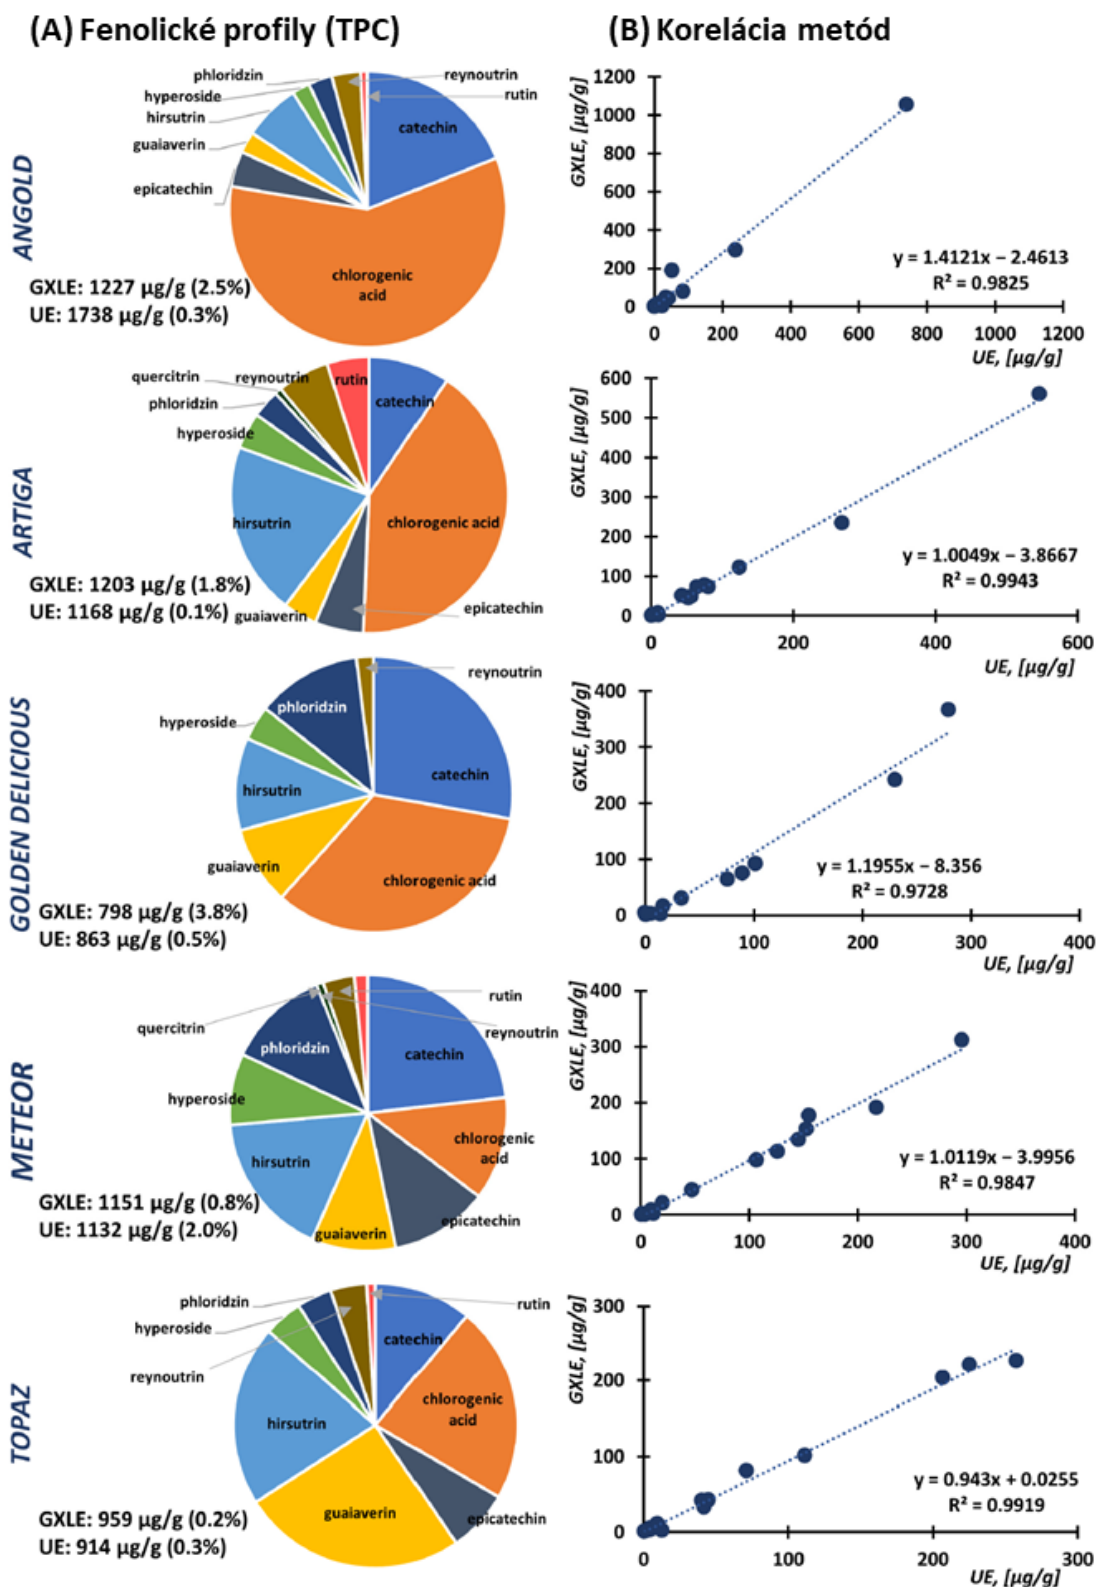 (A) Fenolické profily (TPC)
(B) Korelácia metód
ANGOLD
phloridzin
reynoutrin
hyperoside
rutin
hirsutrin
catechin
guaiaverin
epicatechin
chlorogenic
acid
GXLE: 1227 µg/g (2.5%)
UE: 1738 µg/g (0.3%)
GXLE, [µg/g]
1200
1000
800
600
400
200
0
y = 1.4121x − 2.4613
R² = 0.9825
0 200 400 600 800 1000 1200
UE, [µg/g]
ARTIGA
quercitrin
reynoutrin
rutin
phloridzin
catechin
hyperoside
hirsutrin
chlorogenic acid
epicatechin
guaiaverin
GXLE: 1203 µg/g (1.8%)
UE: 1168 µg/g (0.1%)
GXLE, [µg/g]
600
500
400
300
200
100
0
y = 1.0049x − 3.8667
R² = 0.9943
0 200 400 600
UE, [µg/g]
GOLDEN DELICIOUS
reynoutrin
phloridzin
hyperoside
catechin
hirsutrin
guaiaverin
chlorogenic acid
GXLE: 798 µg/g (3.8%)
UE: 863 µg/g (0.5%)
GXLE, [µg/g]
400
300
200
100
0
y = 1.1955x − 8.356
R² = 0.9728
0 100 200 300 400
UE, [µg/g]
METEOR
rutin
quercitrin
reynoutrin
phloridzin
catechin
hyperoside
chlorogenic
acid
hirsutrin
epicatechin
guaiaverin
GXLE: 1151 µg/g (0.8%)
UE: 1132 µg/g (2.0%)
GXLE, [µg/g]
400
300
200
100
0
y = 1.0119x − 3.9956
R² = 0.9847
0 100 200 300 400
UE, [µg/g]
TOPAZ
phloridzin
rutin
hyperoside
catechin
reynoutrin
chlorogenic
acid
hirsutrin
guaiaverin
epicatechin
GXLE: 959 µg/g (0.2%)
UE: 914 µg/g (0.3%)
GXLE, [µg/g]
300
200
100
0
y = 0.943x + 0.0255
R² = 0.9919
0 100 200 300
UE, [µg/g]